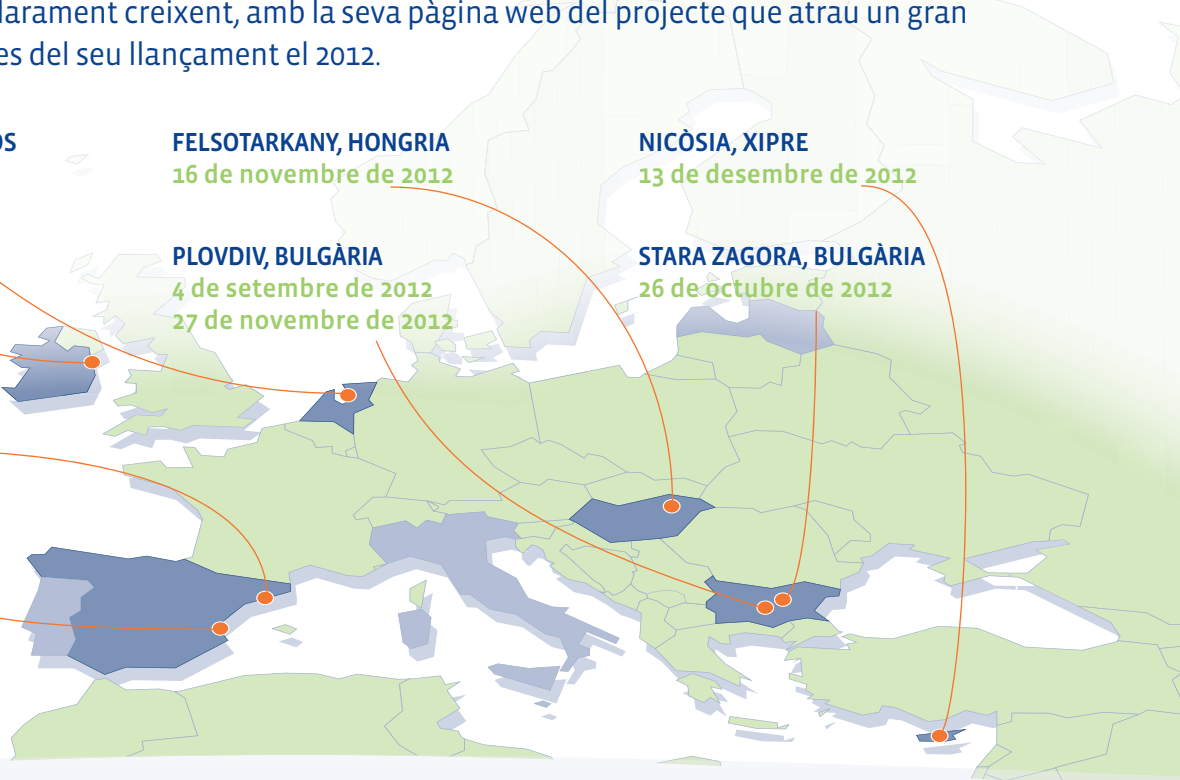 larament creixent, amb la seva pàgina web del projecte que atrau un gran
es del seu llançament el 2012.
OS
FELSOTARKANY, HONGRIA
16 de novembre de 2012
NICÒSIA, XIPRE
13 de desembre de 2012
PLOVDIV, BULGÀRIA
4 de setembre de 2012
27 de novembre de 2012
STARA ZAGORA, BULGÀRIA
26 de octubre de 2012